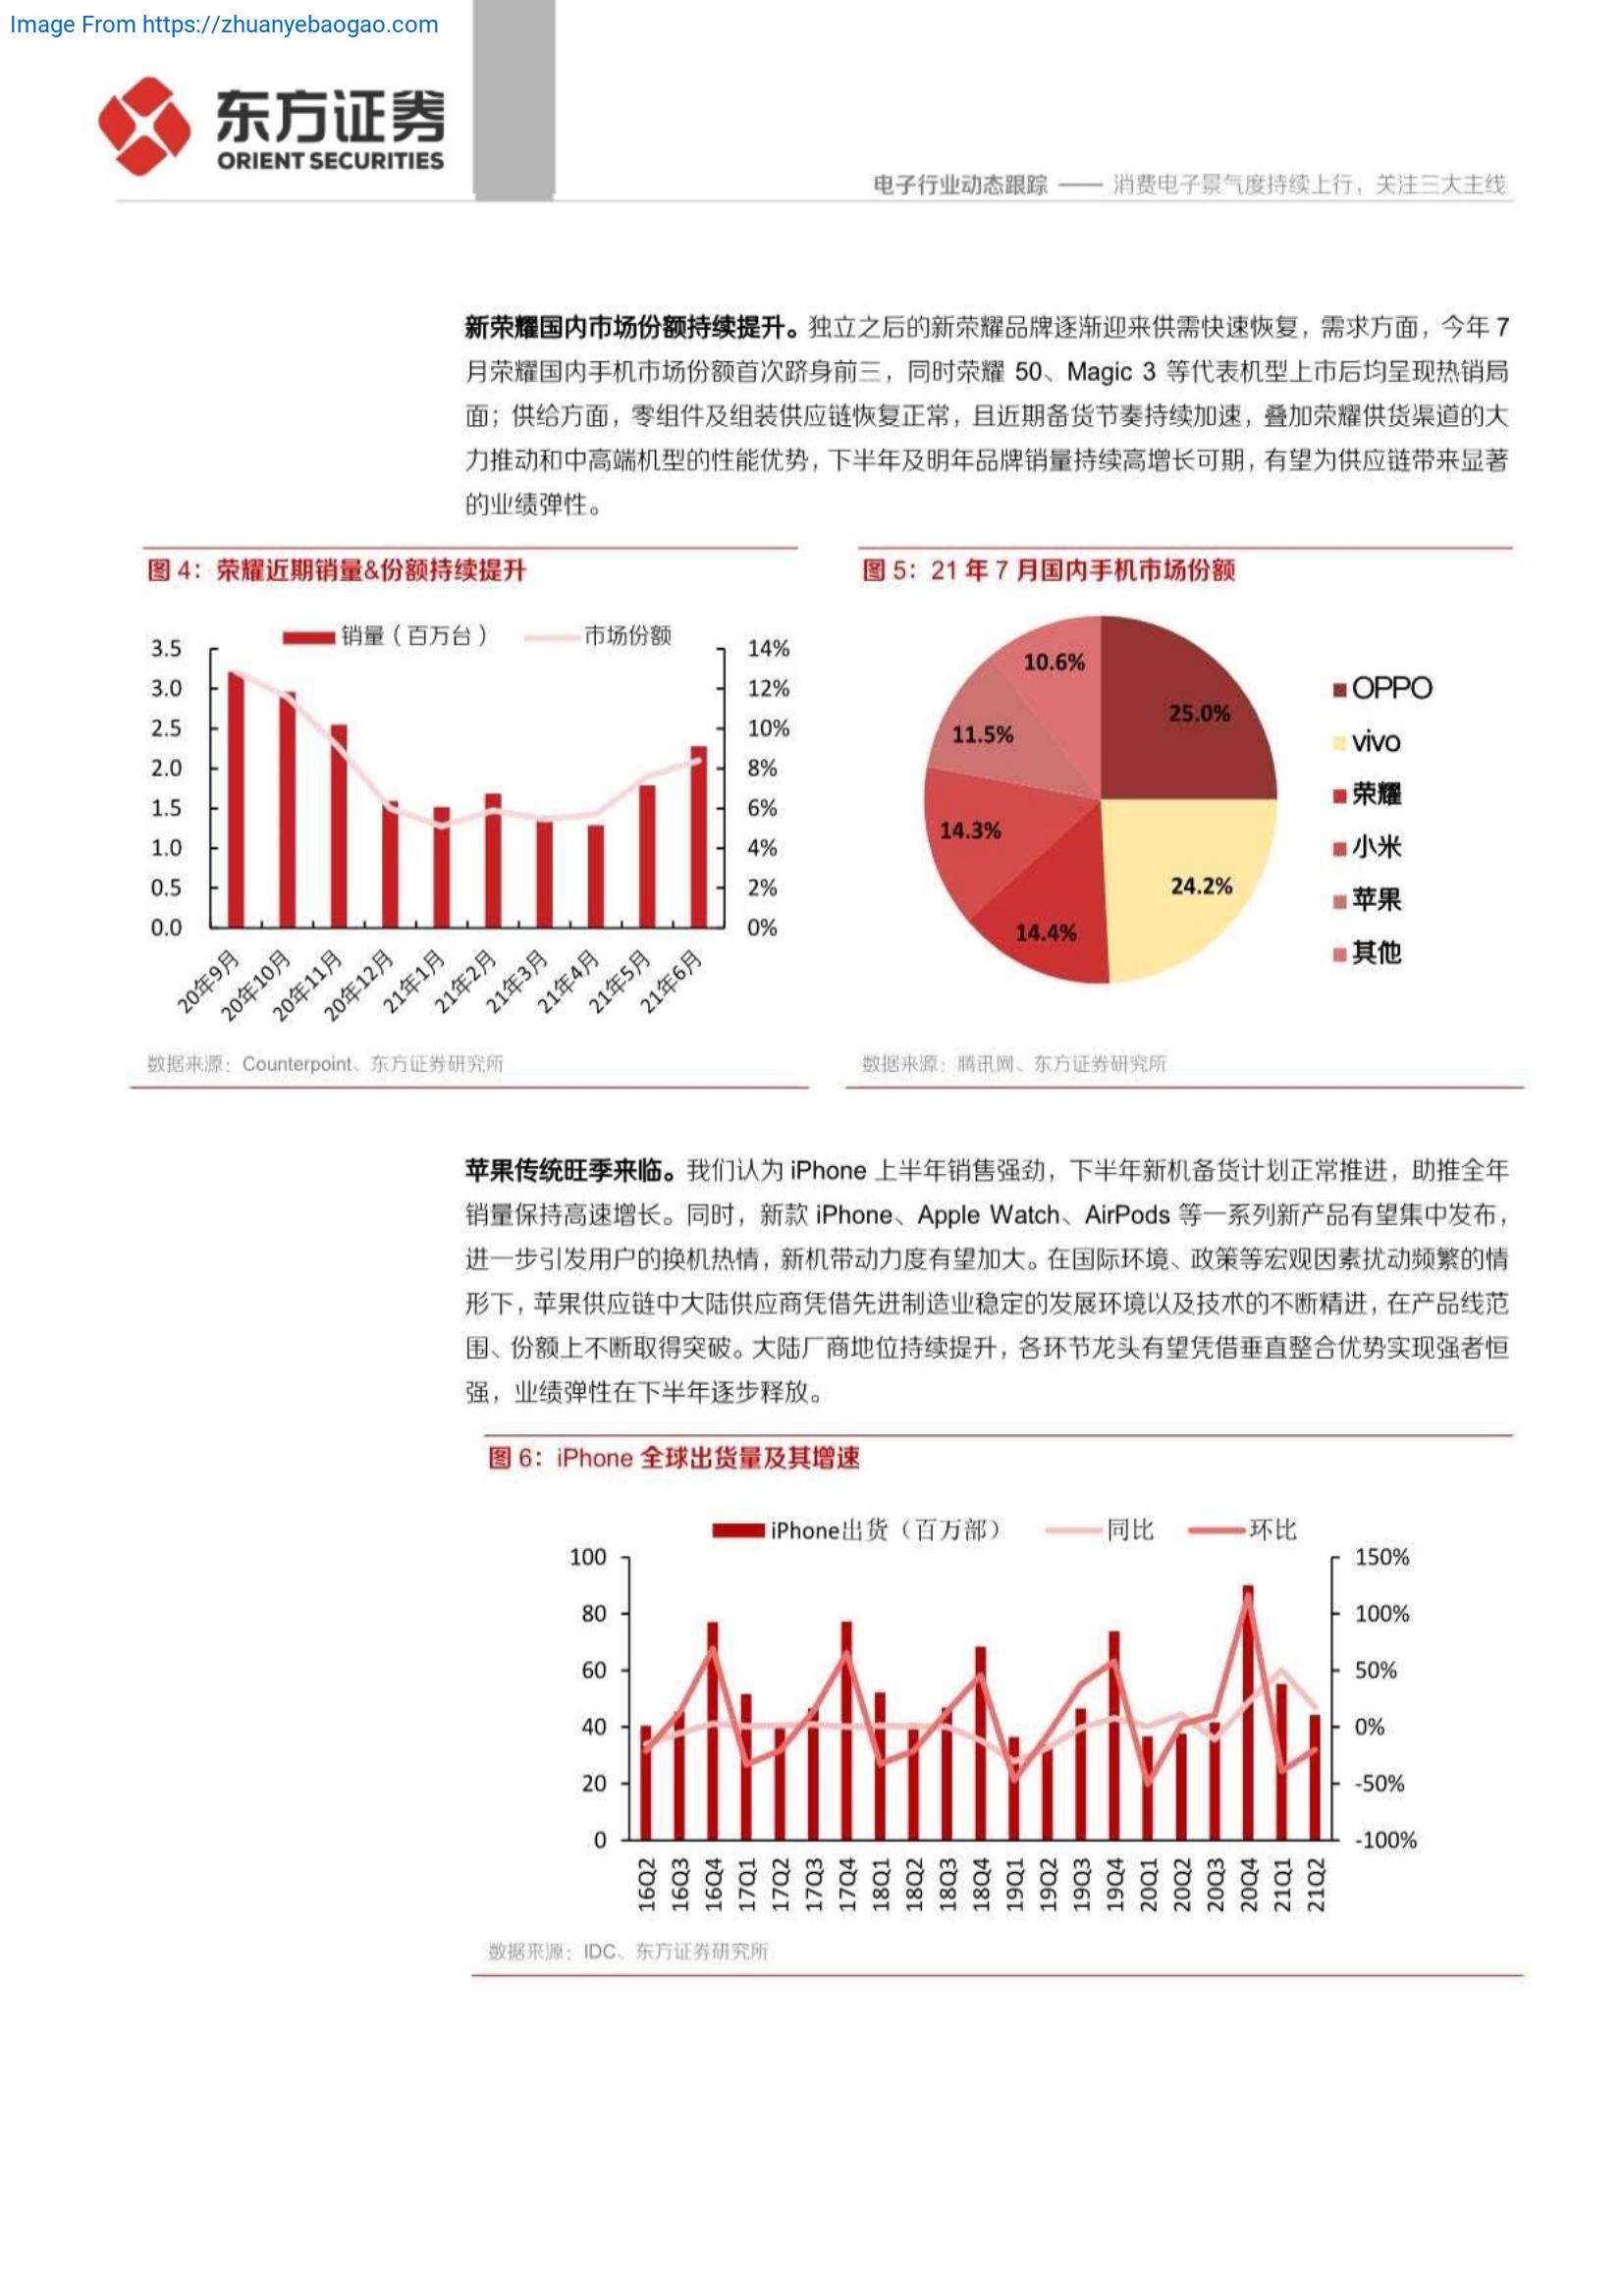 Image From https://zhuanyebaogao.com
东方证券
ORIENT SECURITIES
电子行业动态跟踪 —— 消费电子景气度持续上行，关注三大主线
新荣耀国内市场份额持续提升。独立之后的新荣耀品牌逐渐迎来供需快速恢复，需求方面，今年 7
月荣耀国内手机市场份额首次跻身前三，同时荣耀 50、Magic 3 等代表机型上市后均呈现热销局
面；供给方面，零组件及组装供应链恢复正常，且近期备货节奏持续加速，叠加荣耀供货渠道的大
力推动和中高端机型的性能优势，下半年及明年品牌销量持续高增长可期，有望为供应链带来显著
的业绩弹性。
图 4：荣耀近期销量&份额持续提升
销量（百万台） 市场份额
3.5
3.0
2.5
2.0
1.5
1.0
0.5
0.0
14%
12%
10%
8%
6%
4%
2%
0%
20年9月 20年10月 20年11月 20年12月 21年1月 21年2月 21年3月 21年4月 21年5月 21年6月
数据来源：Counterpoint、东方证券研究所
图 5：21 年 7 月国内手机市场份额
10.6%
25.0%
11.5%
14.3%
24.2%
14.4%
OPPO
vivo
荣耀
小米
苹果
其他
数据来源：腾讯网、东方证券研究所
苹果传统旺季来临。我们认为 iPhone 上半年销售强劲，下半年新机备货计划正常推进，助推全年
销量保持高速增长。同时，新款 iPhone、Apple Watch、AirPods 等一系列新产品有望集中发布，
进一步引发用户的换机热情，新机带动力度有望加大。在国际环境、政策等宏观因素扰动频繁的情
形下，苹果供应链中大陆供应商凭借先进制造业稳定的发展环境以及技术的不断精进，在产品线范
围、份额上不断取得突破。大陆厂商地位持续提升，各环节龙头有望凭借垂直整合优势实现强者恒
强，业绩弹性在下半年逐步释放。
图 6：iPhone 全球出货量及其增速
iPhone出货（百万部） 同比 环比
100
80
60
40
20
0
150%
100%
50%
0%
-50%
-100%
16Q2 16Q3 16Q4 17Q1 17Q2 17Q3 17Q4 18Q1 18Q2 18Q3 18Q4 19Q1 19Q2 19Q3 19Q4 20Q1 20Q2 20Q3 20Q4 21Q1 21Q2
数据来源：IDC、东方证券研究所